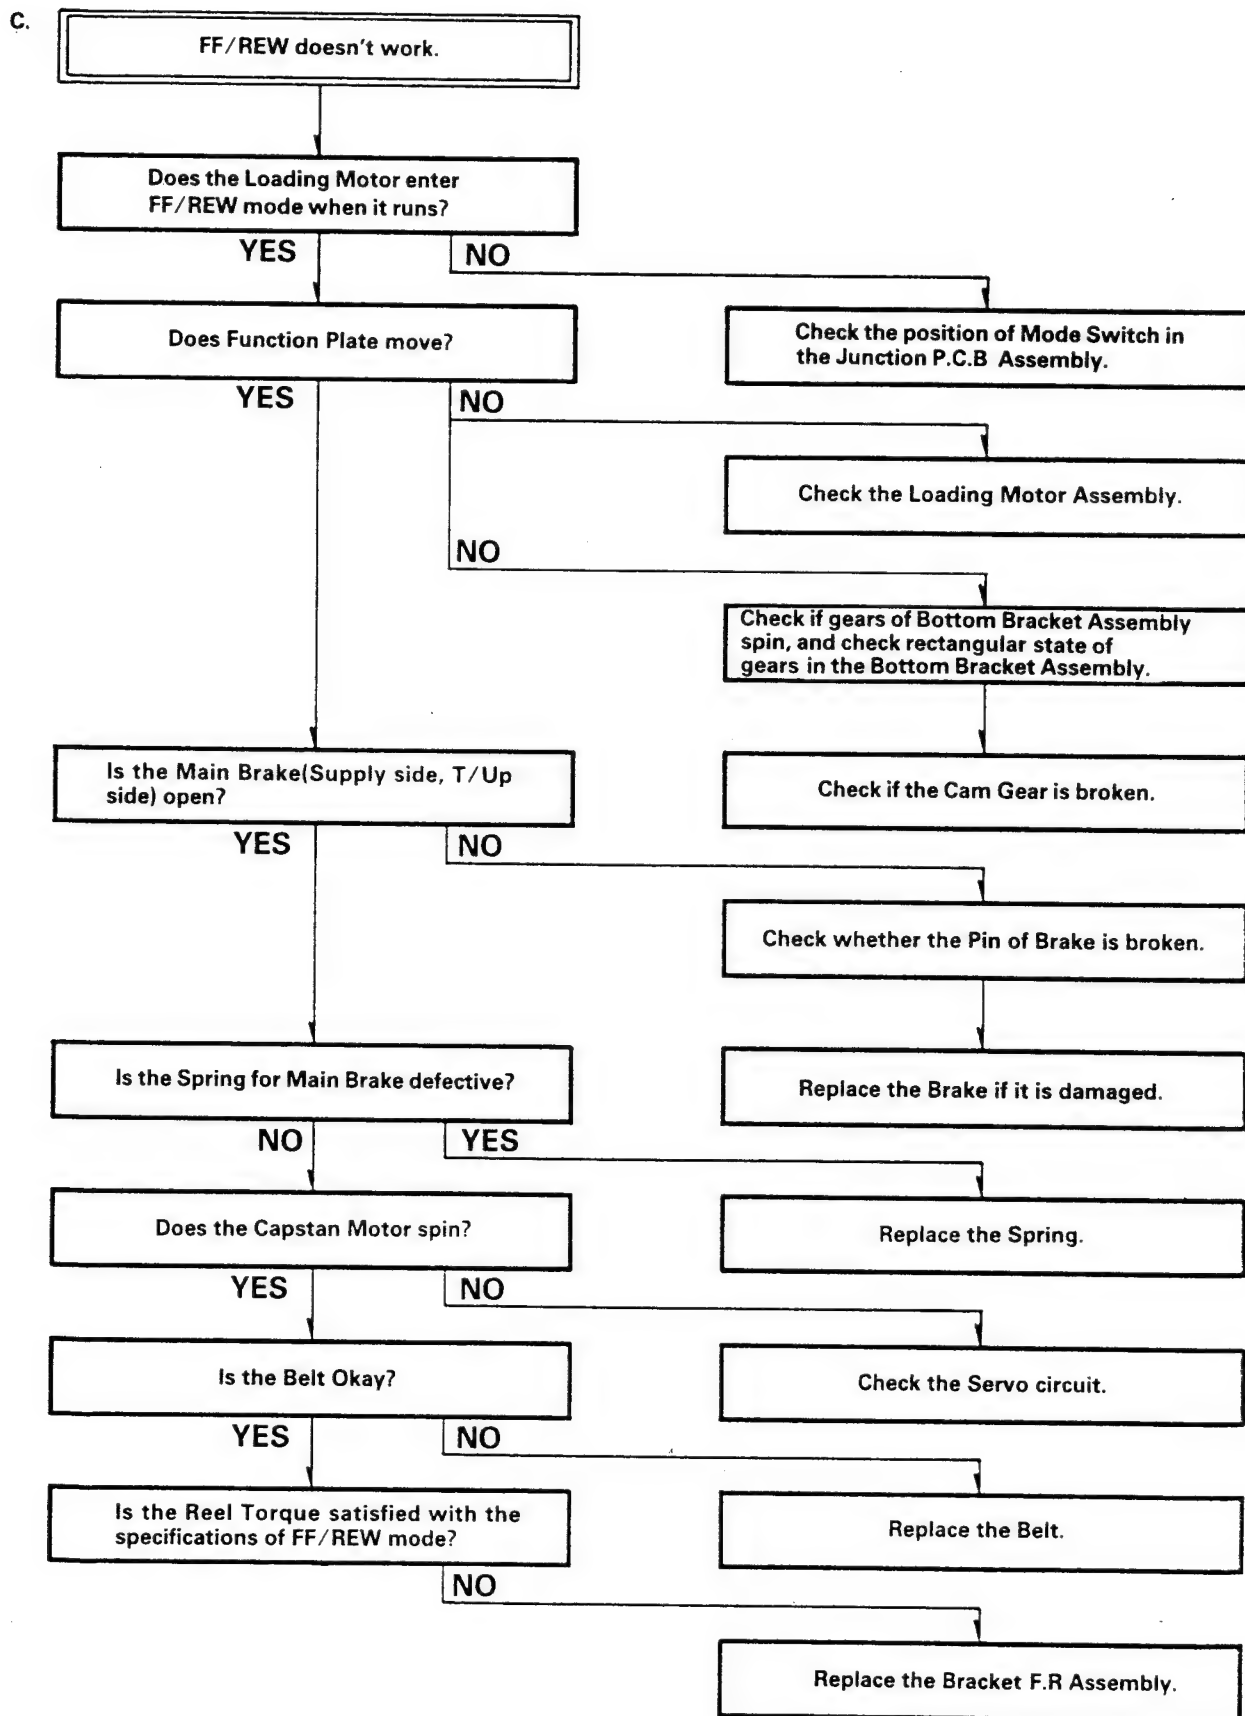 C.
FF/REW doesn't work.
Does the Loading Motor enter
FF/REW mode when it runs?
YES
NO
Does Function Plate move?
Check the position of Mode Switch in
the Junction P.C.B Assembly.
YES
NO
Check the Loading Motor Assembly.
NO
Check if gears of Bottom Bracket Assembly
spin, and check rectangular state of
gears in the Bottom Bracket Assembly.
Is the Main Brake(Supply side, T/Up
side) open?
Check if the Cam Gear is broken.
YES
NO
Check whether the Pin of Brake is broken.
Is the Spring for Main Brake defective?
Replace the Brake if it is damaged.
NO
YES
Does the Capstan Motor spin?
Replace the Spring.
YES
NO
Is the Belt Okay?
Check the Servo circuit.
YES
NO
Is the Reel Torque satisfied with the
specifications of FF/REW mode?
Replace the Belt.
NO
Replace the Bracket F.R Assembly.